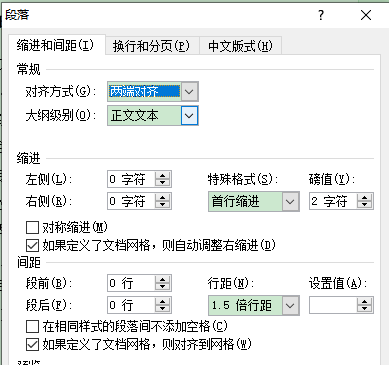 段落
缩进和间距(I) 换行和分页(P) 中文版式(H)
常规
对齐方式(G): 两端对齐
大纲级别(O): 正文文本
缩进
左侧(L): 0 字符 特殊格式(S): 磅值(Y):
右侧(R): 0 字符 首行缩进 2 字符
对称缩进(M)
如果定义了文档网格，则自动调整右缩进(D)
间距
段前(B): 0 行 行距(N): 设置值(A):
段后(F): 0 行 1.5 倍行距
在相同样式的段落间不添加空格(C)
如果定义了文档网格，则对齐到网格(W)